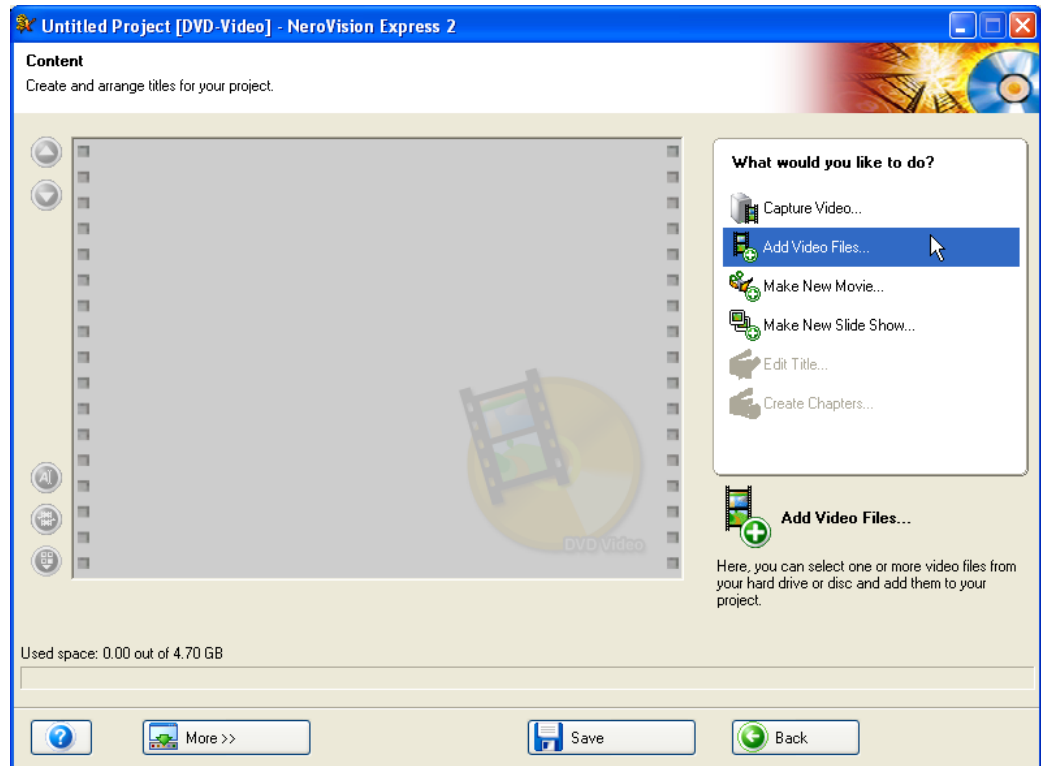 Untitled Project [DVD-Video] - NeroVision Express 2
Content
Create and arrange titles for your project.
What would you like to do?
Capture Video...
Add Video Files...
Make New Movie...
Make New Slide Show...
Edit Title...
Create Chapters...
AI
DVD Video
Add Video Files...
Here, you can select one or more video files from
your hard drive or disc and add them to your
project.
Used space: 0.00 out of 4.70 GB
?
More >>
Save
Back